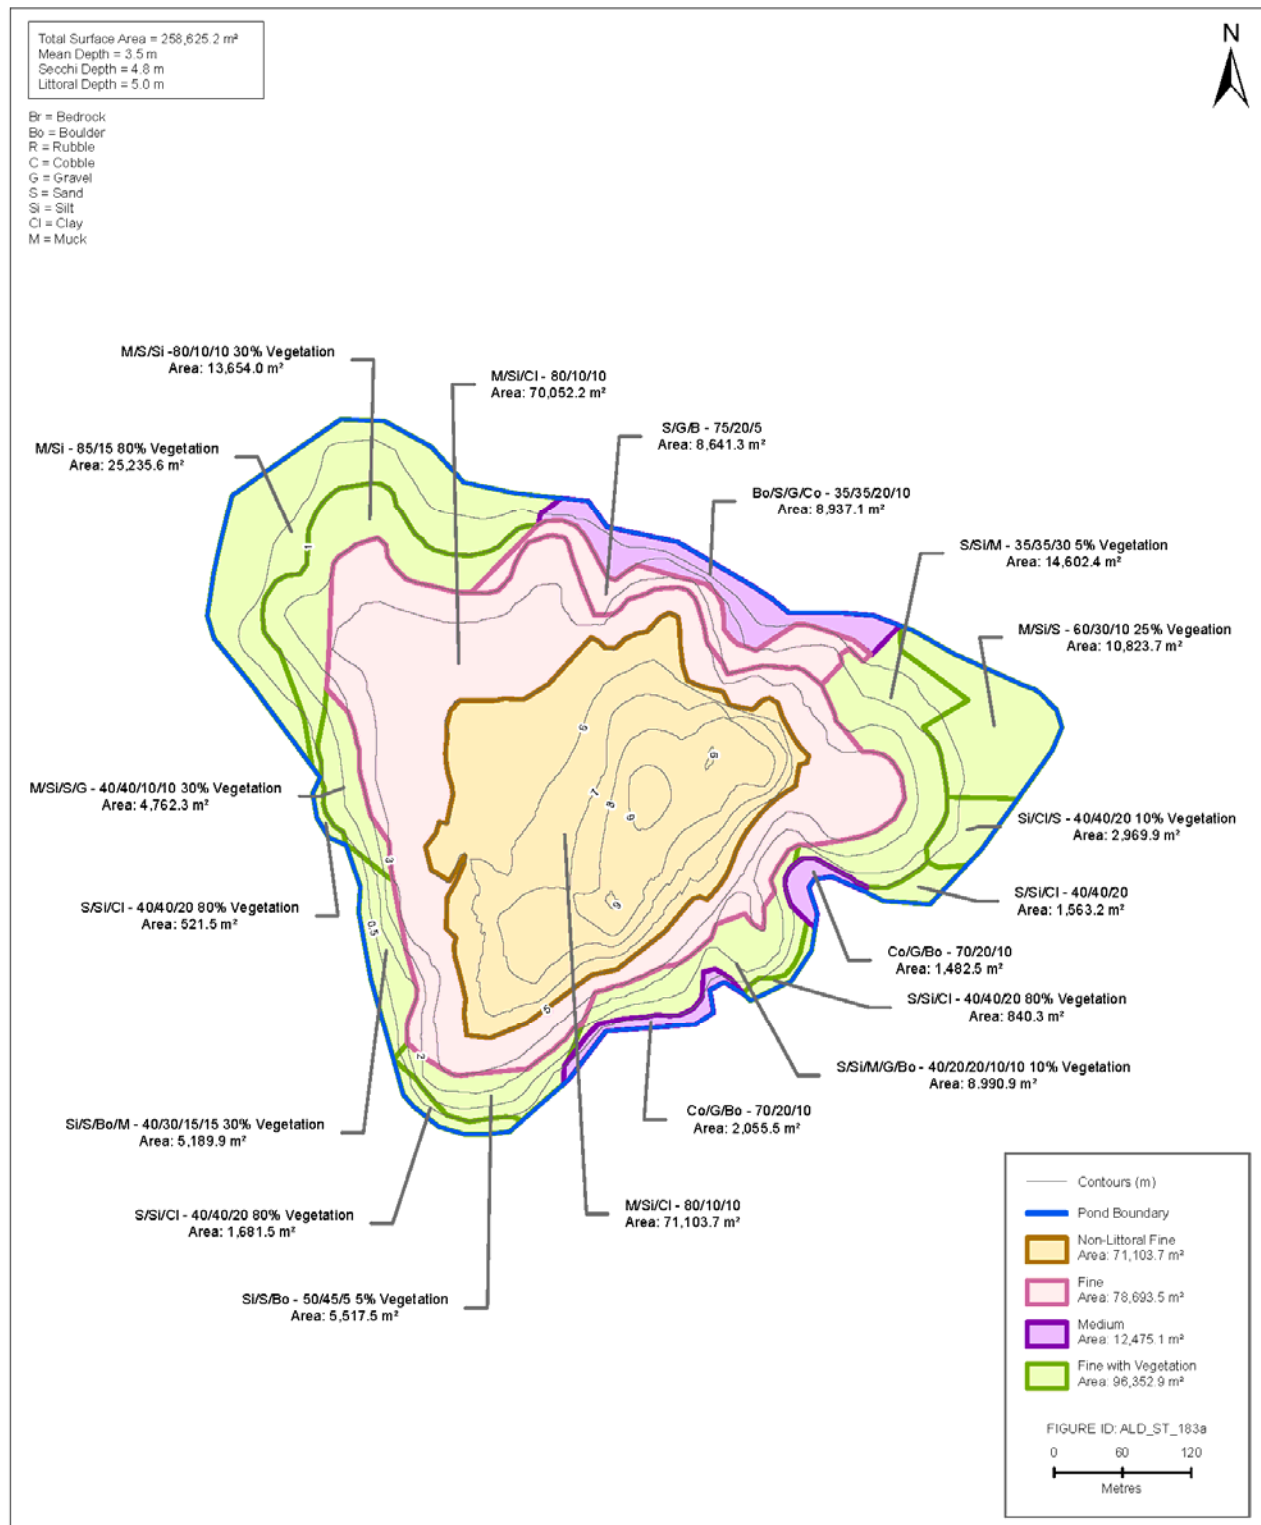 Total Surface Area = 258,625.2 m²
Mean Depth = 3.5 m
Secchi Depth = 4.8 m
Littoral Depth = 5.0 m
N
Br = Bedrock
Bo = Boulder
R = Rubble
C = Cobble
G = Gravel
S = Sand
Si = Silt
Cl = Clay
M = Muck
M/S/Si -80/10/10 30% Vegetation
Area: 13,654.0 m²
M/Si/Cl - 80/10/10
Area: 70,052.2 m²
S/G/B - 75/20/5
Area: 8,641.3 m²
M/Si - 85/15 80% Vegetation
Area: 25,235.6 m²
Bo/S/G/Co - 35/35/20/10
Area: 8,937.1 m²
S/Si/M - 35/35/30 5% Vegetation
Area: 14,602.4 m²
M/Si/S - 60/30/10 25% Vegeation
Area: 10,823.7 m²
M/Si/S/G - 40/40/10/10 30% Vegetation
Area: 4,762.3 m²
Si/Cl/S - 40/40/20 10% Vegetation
Area: 2,969.9 m²
S/Si/Cl - 40/40/20 80% Vegetation
Area: 521.5 m²
S/Si/Cl - 40/40/20
Area: 1,563.2 m²
Co/G/Bo - 70/20/10
Area: 1,482.5 m²
S/Si/Cl - 40/40/20 80% Vegetation
Area: 840.3 m²
S/Si/M/G/Bo - 40/20/20/10/10 10% Vegetation
Area: 8,990.9 m²
Si/S/Bo/M - 40/30/15/15 30% Vegetation
Area: 5,189.9 m²
Co/G/Bo - 70/20/10
Area: 2,055.5 m²
S/Si/Cl - 40/40/20 80% Vegetation
Area: 1,681.5 m²
M/Si/Cl - 80/10/10
Area: 71,103.7 m²
Si/S/Bo - 50/45/5 5% Vegetation
Area: 5,517.5 m²
1
7
8
3
0.5
2
Contours (m)
Pond Boundary
Non-Littoral Fine
Area: 71,103.7 m²
Fine
Area: 78,693.5 m²
Medium
Area: 12,475.1 m²
Fine with Vegetation
Area: 96,352.9 m²
FIGURE ID: ALD_ST_183a
0 60 120
Metres